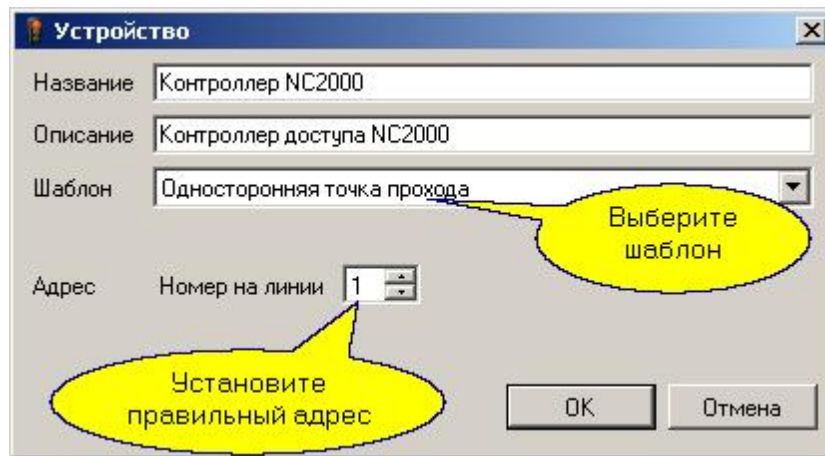 Устройство
Название Контроллер NC2000
Описание Контроллер доступа NC2000
Шаблон Односторонняя точка прохода
Выберите
шаблон
Адрес Номер на линии 1
Установите
правильный адрес
OK Отмена